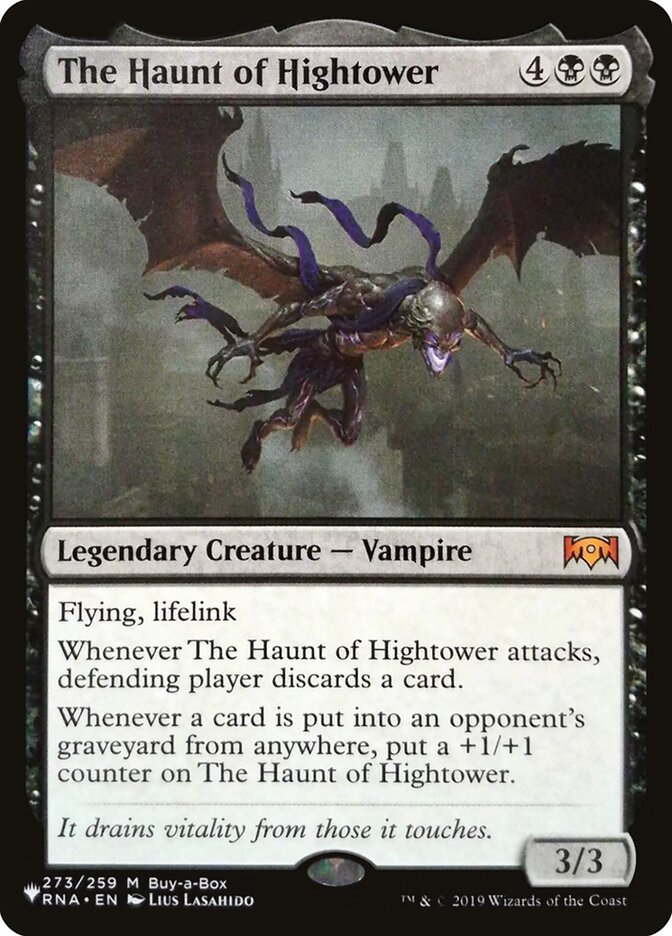 The Haunt of Hightower 4
Legendary Creature — Vampire
Flying, lifelink
Whenever The Haunt of Hightower attacks,
defending player discards a card.
Whenever a card is put into an opponent's
graveyard from anywhere, put a +1/+1
counter on The Haunt of Hightower.
It drains vitality from those it touches.
3/3
273/259 M Buy-a-Box
RNA • EN Lius Lasahido
™ & © 2019 Wizards of the Coast